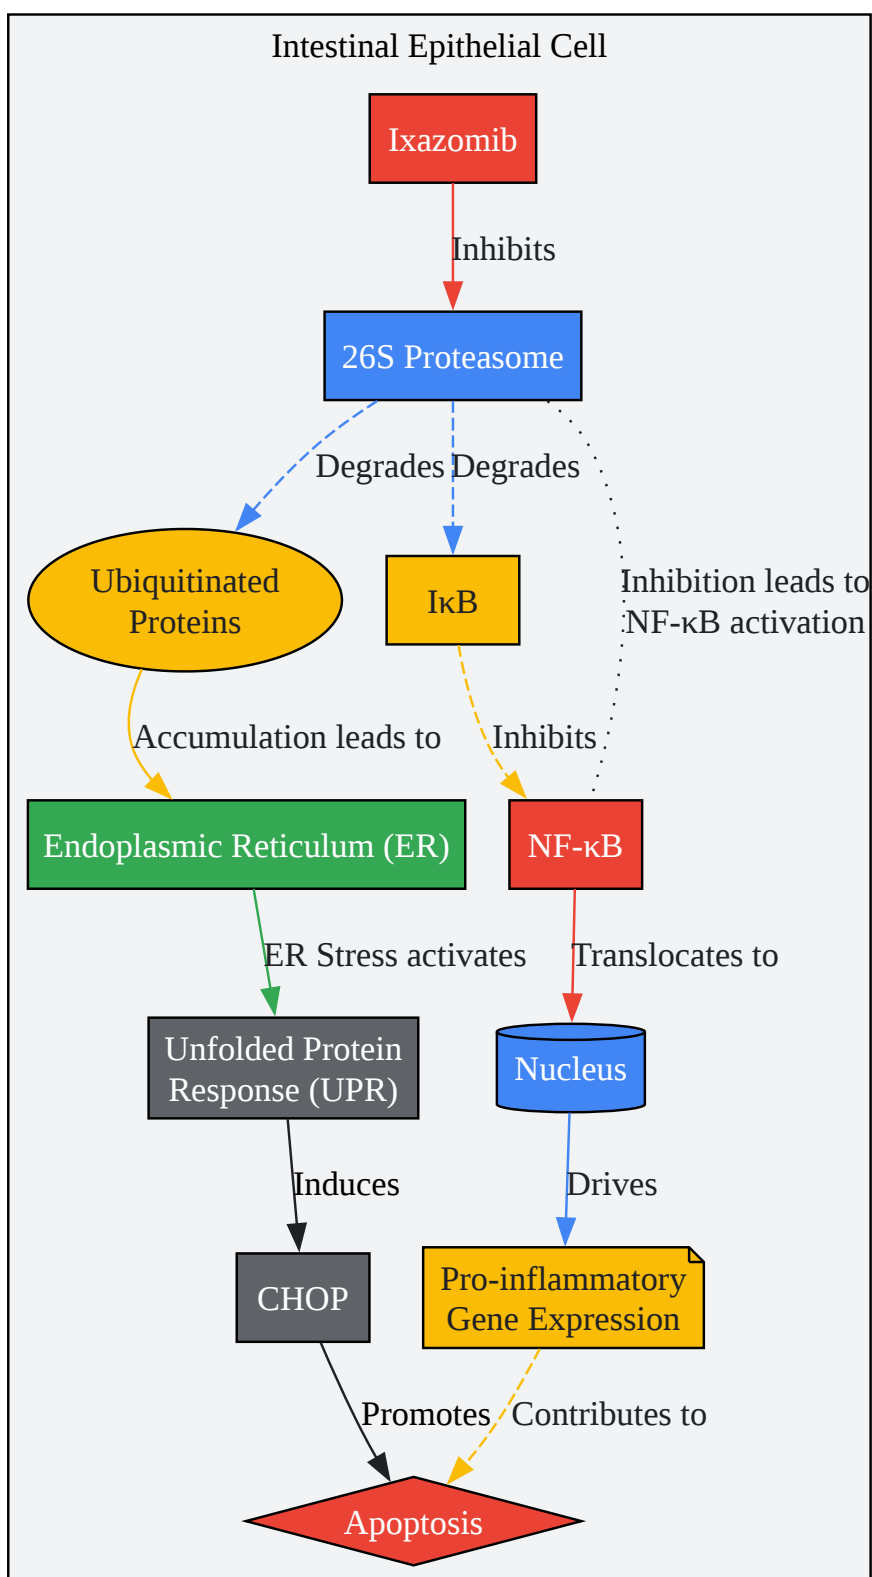 Intestinal Epithelial Cell
Ixazomib
Inhibits
26S Proteasome
Degrades
Degrades
Ubiquitinated
Proteins
IκB
Inhibition leads to
NF-κB activation
Accumulation leads to
Inhibits
Endoplasmic Reticulum (ER)
NF-κB
ER Stress activates
Translocates to
Unfolded Protein
Response (UPR)
Nucleus
Induces
Drives
CHOP
Pro-inflammatory
Gene Expression
Promotes
Contributes to
Apoptosis